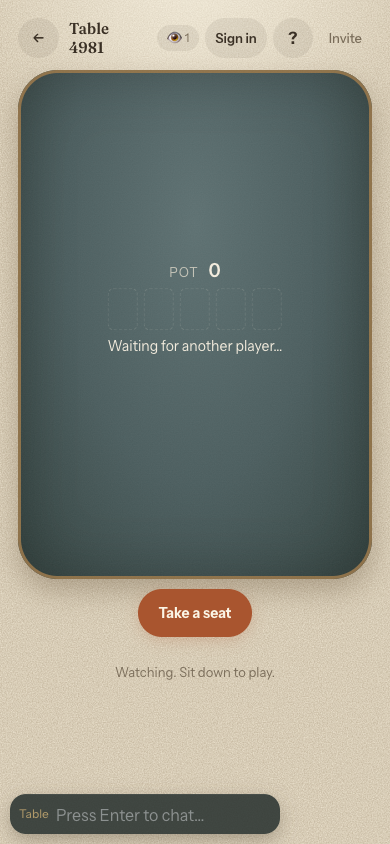 ← Table 4981 👁 1 Sign in ? Invite
POT 0
Waiting for another player...
Take a seat
Watching. Sit down to play.
Table Press Enter to chat...